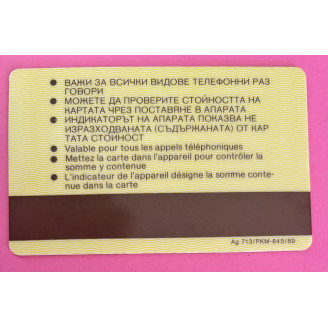 ● ВАЖИ ЗА ВСИЧКИ ВИДОВЕ ТЕЛЕФОННИ РАЗ
ГОВОРИ
● МОЖЕТЕ ДА ПРОВЕРИТЕ СТОЙНОСТТА НА
КАРТАТА ЧРЕЗ ПОСТАВЯНЕ В АПАРАТА
● ИНДИКАТОРЪТ НА АПАРАТА ПОКАЗВА НЕ
ИЗРАЗХОДВАНАТА (СЪДЪРЖАНАТА) ОТ КАР
ТАТА СТОЙНОСТ
● Valable pour tous les appels téléphoniques
● Mettez la carte dans l'appareil pour contrôler la
somme y contenue
● L'indicateur de l'appareil désigne la somme conte-
nue dans la carte
Ag 713/PKM-645/89